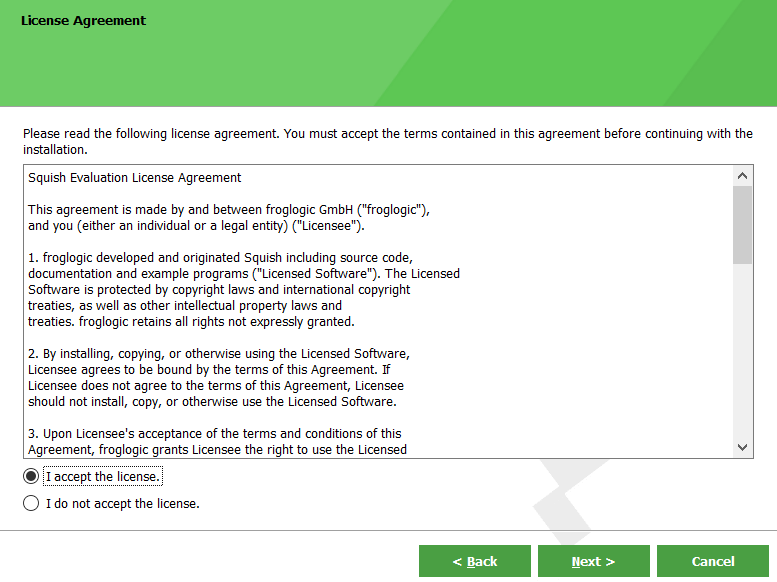 License Agreement
Please read the following license agreement. You must accept the terms contained in this agreement before continuing with the
installation.
Squish Evaluation License Agreement
This agreement is made by and between froglogic GmbH ("froglogic"),
and you (either an individual or a legal entity) ("Licensee").
1. froglogic developed and originated Squish including source code,
documentation and example programs ("Licensed Software"). The Licensed
Software is protected by copyright laws and international copyright
treaties, as well as other intellectual property laws and
treaties. froglogic retains all rights not expressly granted.
2. By installing, copying, or otherwise using the Licensed Software,
Licensee agrees to be bound by the terms of this Agreement. If
Licensee does not agree to the terms of this Agreement, Licensee
should not install, copy, or otherwise use the Licensed Software.
3. Upon Licensee's acceptance of the terms and conditions of this
Agreement, froglogic grants Licensee the right to use the Licensed
I accept the license.
I do not accept the license.
< Back
Next >
Cancel